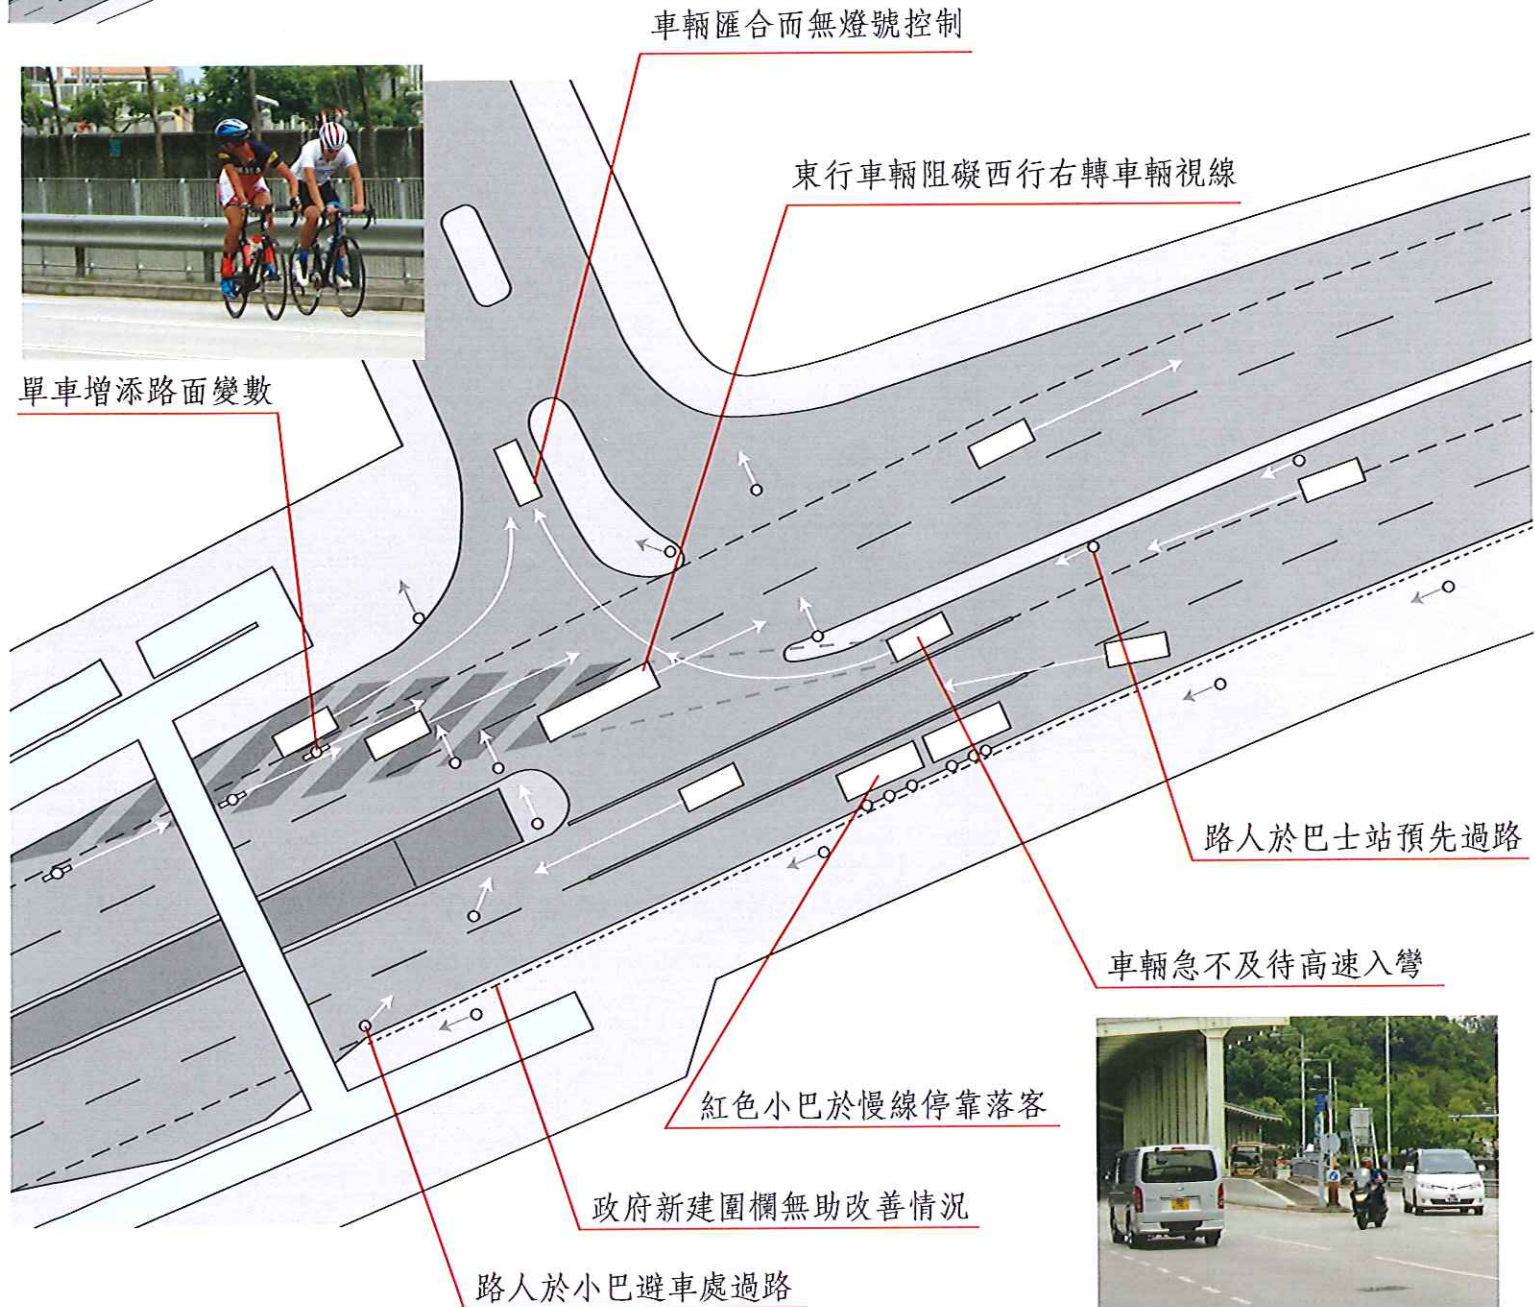 車輛匯合而無燈號控制
東行車輛阻礙西行右轉車輛視線
單車增添路面變數
路人於巴士站預先過路
車輛急不及待高速入彎
紅色小巴於慢線停靠落客
政府新建圍欄無助改善情況
路人於小巴避車處過路